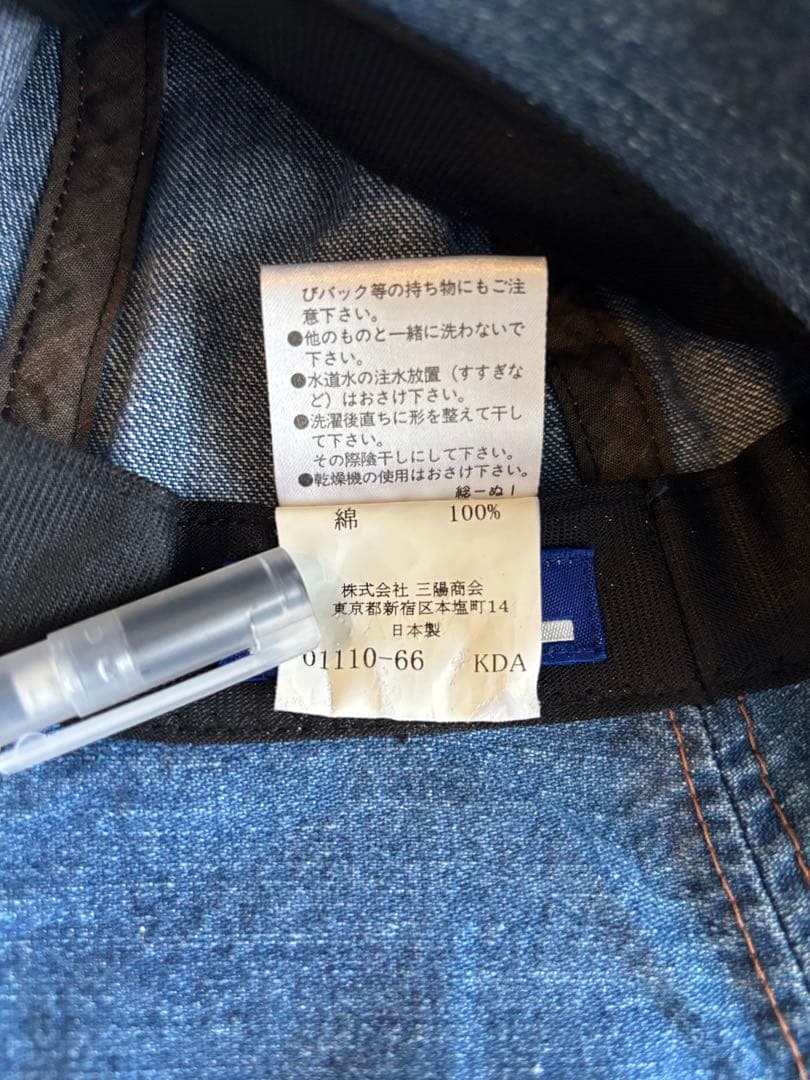 びバック等の持ち物にもご注
意下さい。
●他のものと一緒に洗わないで
下さい。
●水道水の注水放置（すすぎな
ど）はおさけ下さい。
●洗濯後直ちに形を整えて干し
て下さい。
その際陰干しにして下さい。
●乾燥機の使用はおさけ下さい。
総－ぬ１
綿 100%
株式会社 三陽商会
東京都新宿区本塩町14
日本製
01110-66 KDA